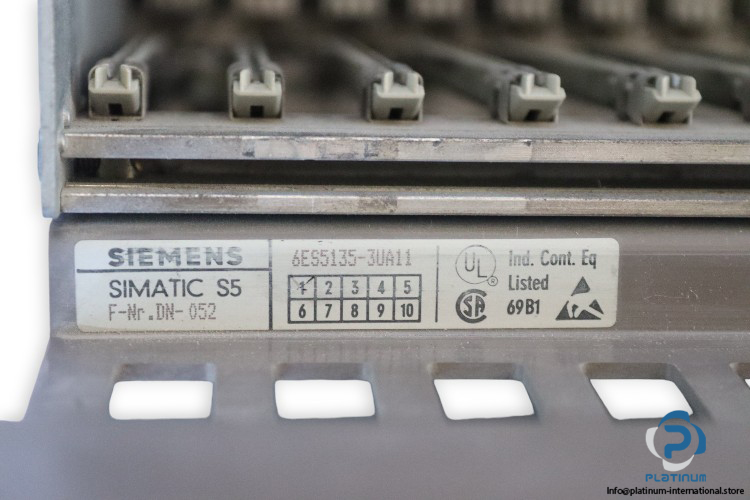 SIEMENS
SIMATIC S5
F-Nr.DN- 052
6ES5135-3UA11
1 2 3 4 5
6 7 8 9 10
UL ®
SA
Ind. Cont. Eq
Listed
69B1
P
PLATINUM
Info@platinum-international.store